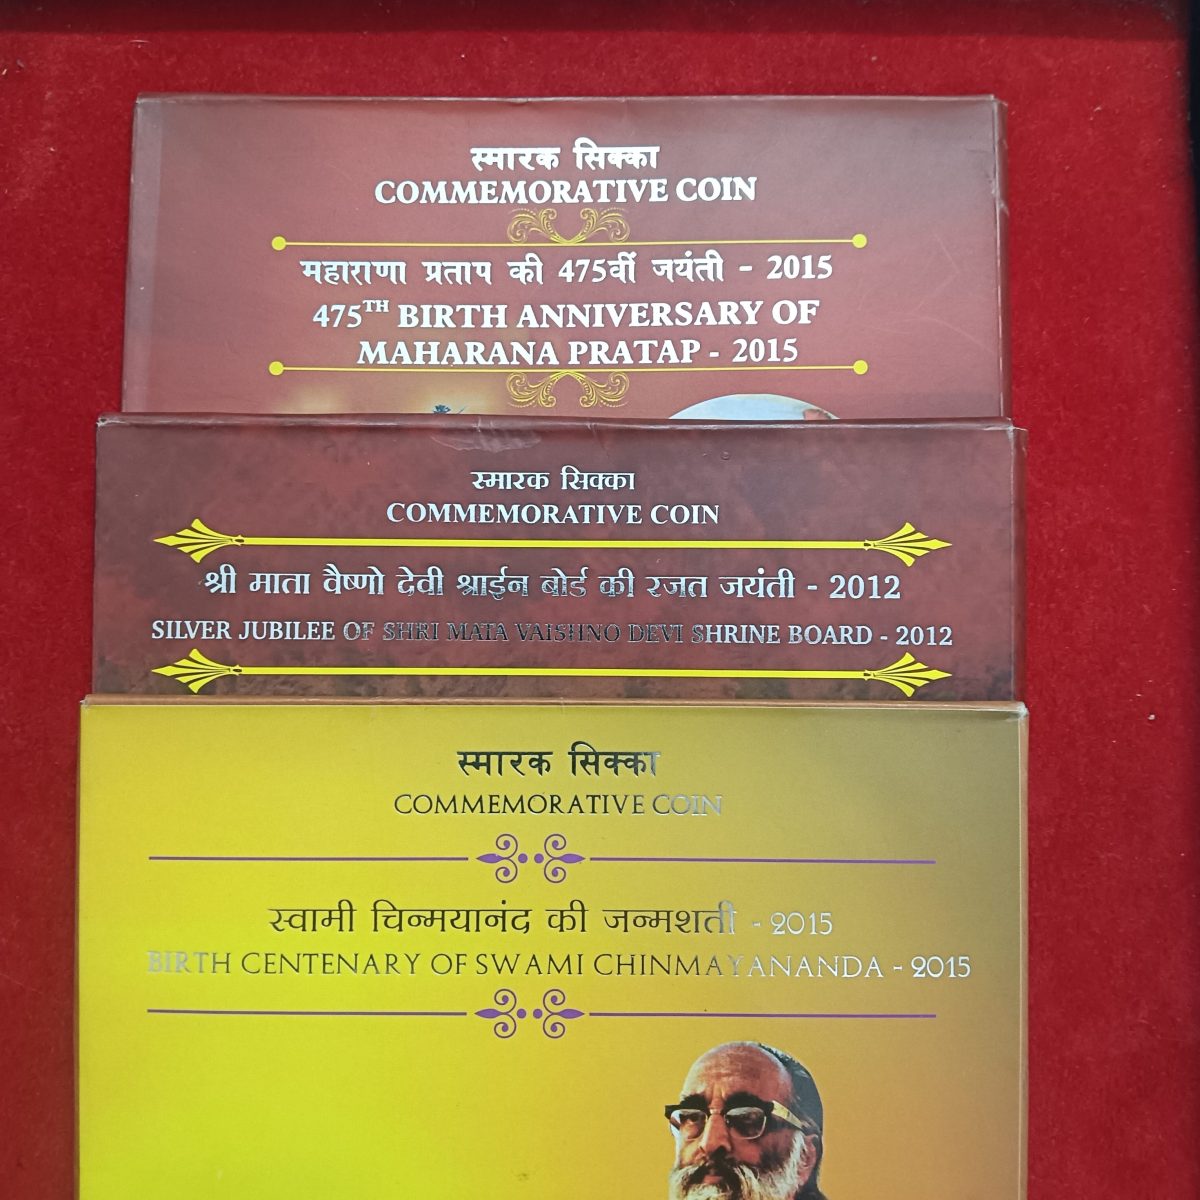 स्मारक सिक्का
COMMEMORATIVE COIN
महाराणा प्रताप की 475वीं जयंती - 2015
475TH BIRTH ANNIVERSARY OF
MAHARANA PRATAP - 2015
स्मारक सिक्का
COMMEMORATIVE COIN
श्री माता वैष्णो देवी श्राईन बोर्ड की रजत जयंती - 2012
SILVER JUBILEE OF SHRI MATA VAISHNO DEVI SHRINE BOARD - 2012
स्मारक सिक्का
COMMEMORATIVE COIN
स्वामी चिन्मयानंद की जन्मशती - 2015
BIRTH CENTENARY OF SWAMI CHINMAYANANDA - 2015